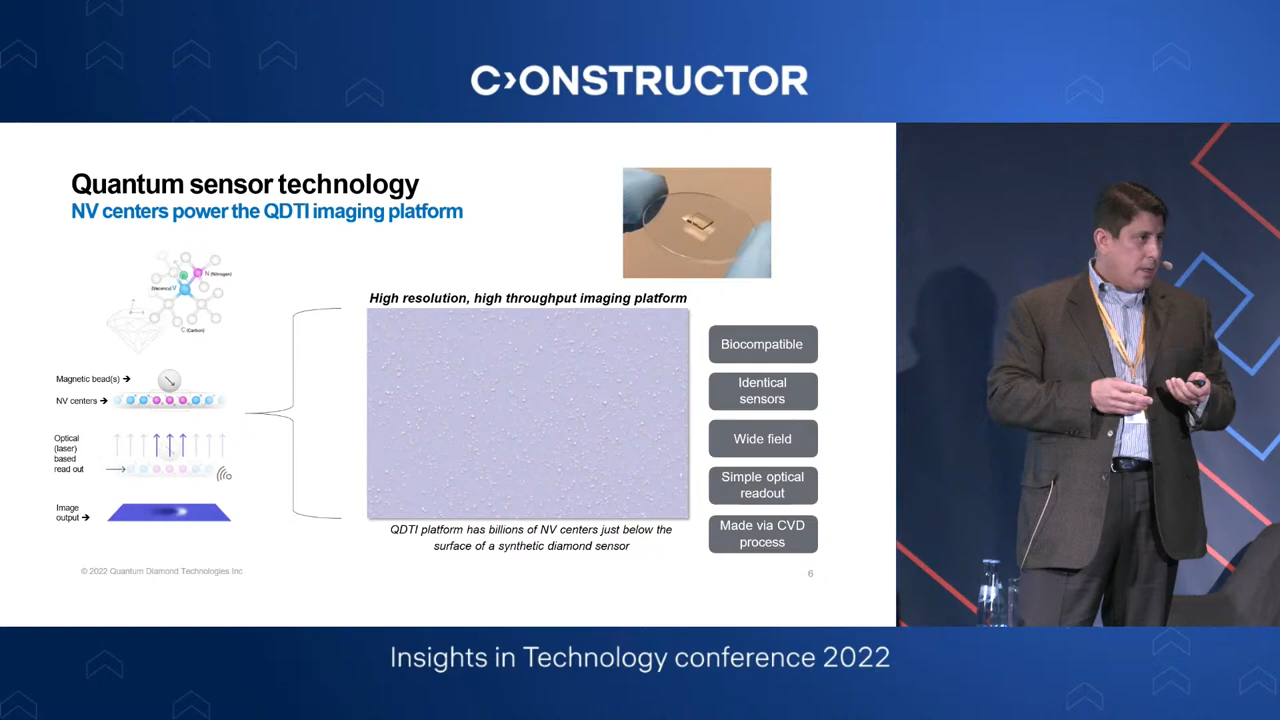 C›ONSTRUCTOR
Quantum sensor technology
NV centers power the QDTI imaging platform
N (Nitrogen)
(Vacancy) V
C (Carbon)
Magnetic bead(s) ➔
NV centers ➔
Optical
(laser)
based
read out
Image
output ➔
High resolution, high throughput imaging platform
QDTI platform has billions of NV centers just below the
surface of a synthetic diamond sensor
Biocompatible
Identical
sensors
Wide field
Simple optical
readout
Made via CVD
process
© 2022 Quantum Diamond Technologies Inc
6
Insights in Technology conference 2022